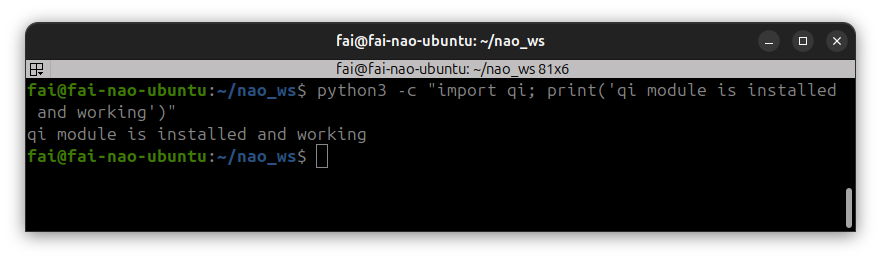 fai@fai-nao-ubuntu: ~/nao_ws
fai@fai-nao-ubuntu: ~/nao_ws 81x6
fai@fai-nao-ubuntu:~/nao_ws$ python3 -c "import qi; print('qi module is installed
 and working')"
qi module is installed and working
fai@fai-nao-ubuntu:~/nao_ws$